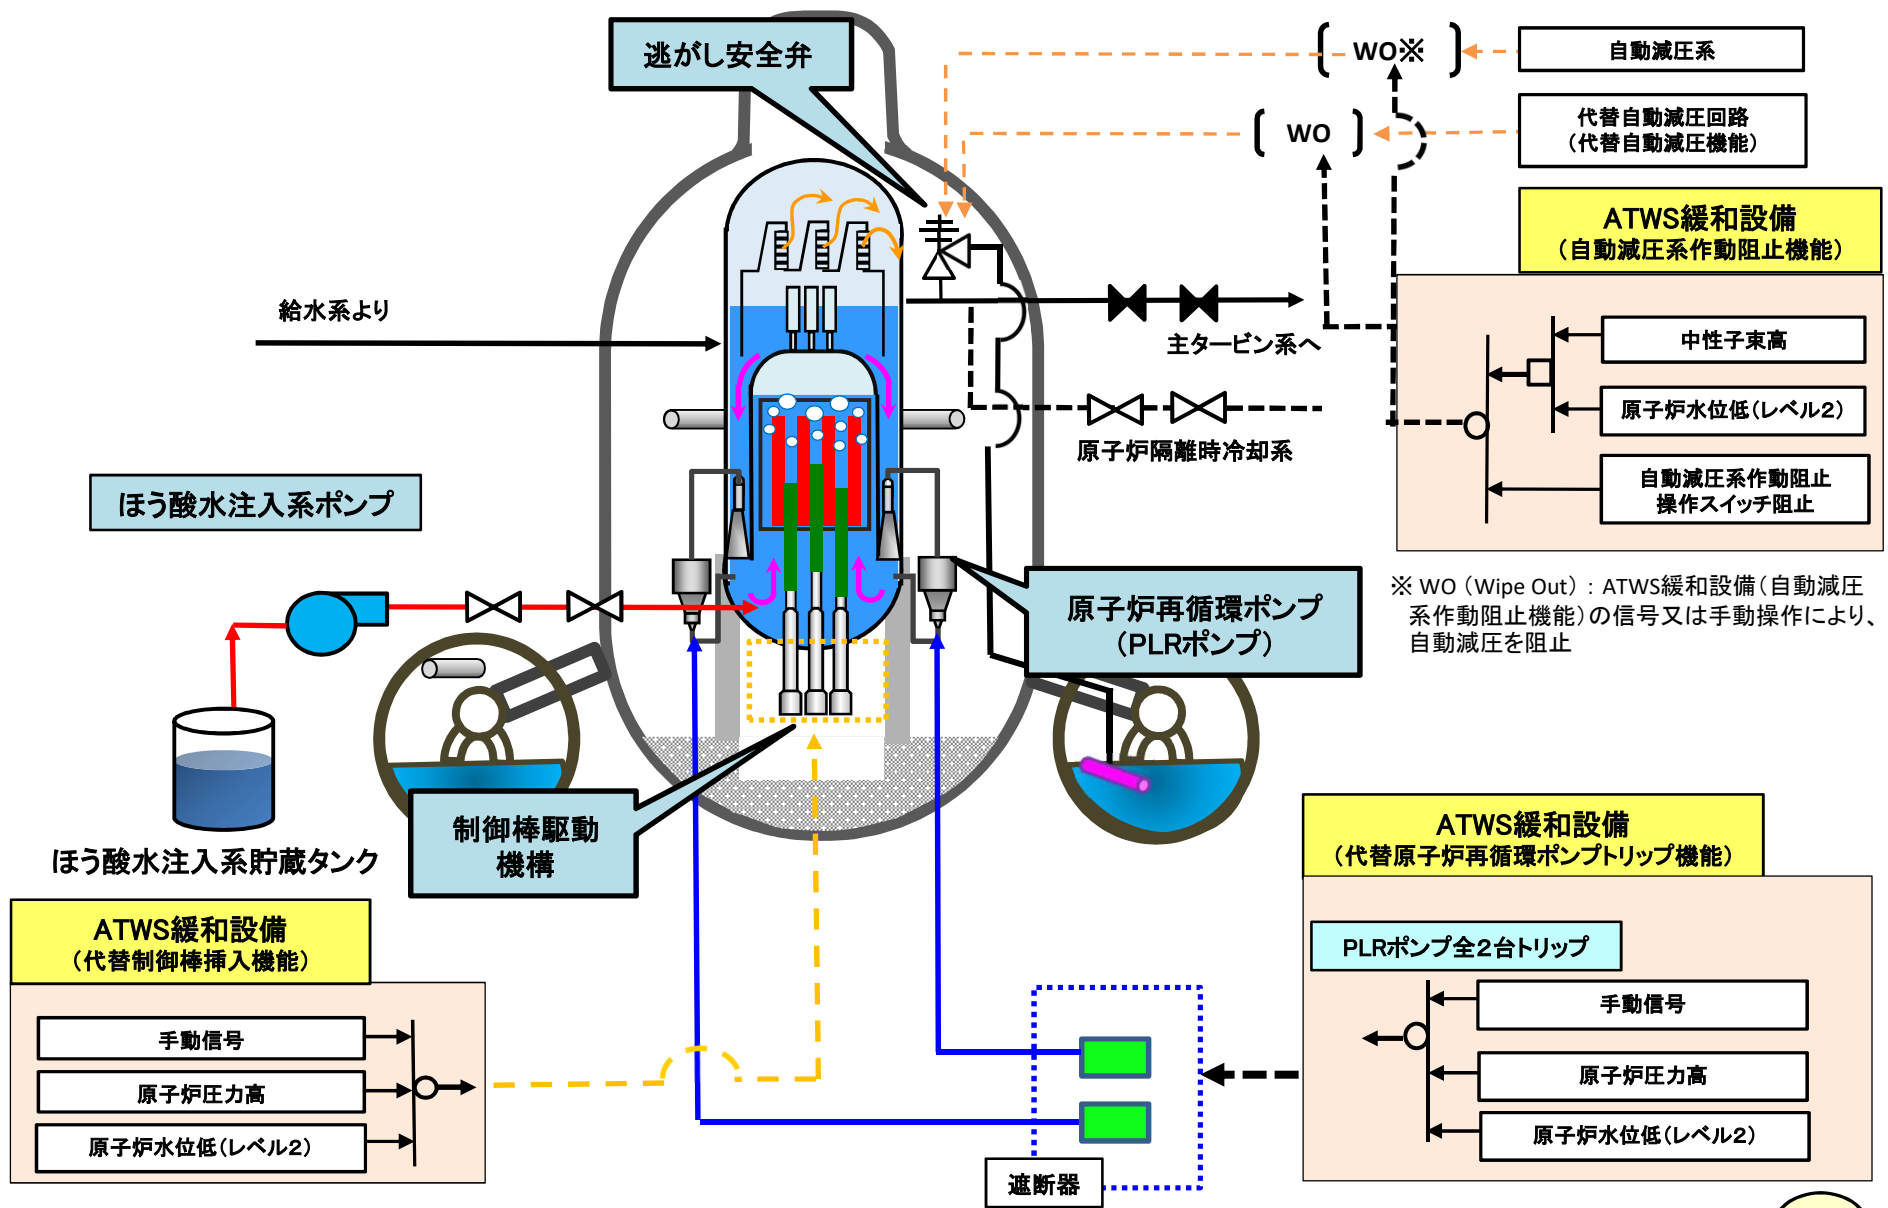 逃がし安全弁
WO※
自動減圧系
WO
代替自動減圧回路
（代替自動減圧機能）
ATWS緩和設備
（自動減圧系作動阻止機能）
給水系より
主タービン系へ
中性子束高
原子炉水位低（レベル２）
原子炉隔離時冷却系
自動減圧系作動阻止
操作スイッチ阻止
ほう酸水注入系ポンプ
※ WO（Wipe Out）：ATWS緩和設備（自動減圧
系作動阻止機能）の信号又は手動操作により、
自動減圧を阻止
原子炉再循環ポンプ
（PLRポンプ）
制御棒駆動
機構
ほう酸水注入系貯蔵タンク
ATWS緩和設備
（代替原子炉再循環ポンプトリップ機能）
PLRポンプ全２台トリップ
手動信号
原子炉圧力高
原子炉水位低（レベル２）
ATWS緩和設備
（代替制御棒挿入機能）
手動信号
原子炉圧力高
原子炉水位低（レベル２）
遮断器